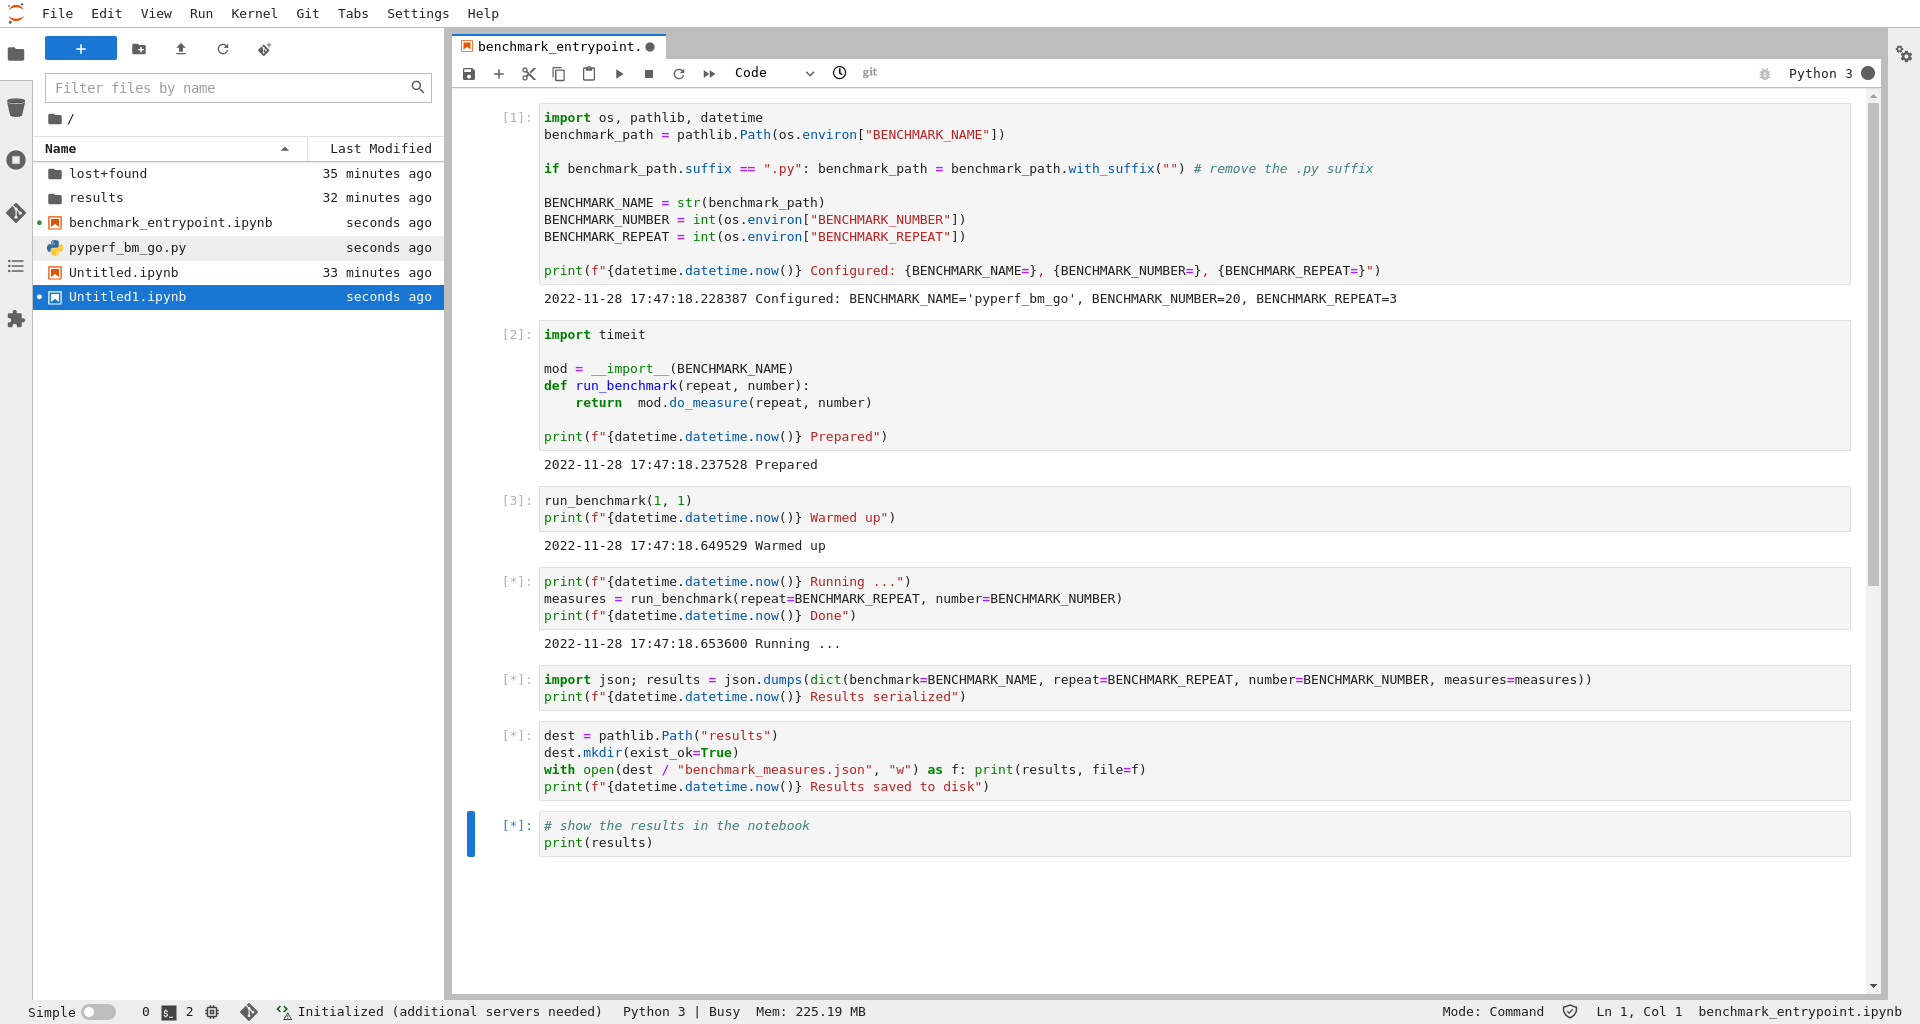 File Edit View Run Kernel Git Tabs Settings Help
Filter files by name
/
Name Last Modified
lost+found 35 minutes ago
results 32 minutes ago
benchmark_entrypoint.ipynb seconds ago
pyperf_bm_go.py seconds ago
Untitled.ipynb 33 minutes ago
Untitled1.ipynb seconds ago
benchmark_entrypoint.
Code git Python 3
[1]: import os, pathlib, datetime
benchmark_path = pathlib.Path(os.environ["BENCHMARK_NAME"])
if benchmark_path.suffix == ".py": benchmark_path = benchmark_path.with_suffix("") # remove the .py suffix
BENCHMARK_NAME = str(benchmark_path)
BENCHMARK_NUMBER = int(os.environ["BENCHMARK_NUMBER"])
BENCHMARK_REPEAT = int(os.environ["BENCHMARK_REPEAT"])
print(f"{datetime.datetime.now()} Configured: {BENCHMARK_NAME=}, {BENCHMARK_NUMBER=}, {BENCHMARK_REPEAT=}")
2022-11-28 17:47:18.228387 Configured: BENCHMARK_NAME='pyperf_bm_go', BENCHMARK_NUMBER=20, BENCHMARK_REPEAT=3
[2]: import timeit
mod = __import__(BENCHMARK_NAME)
def run_benchmark(repeat, number):
    return  mod.do_measure(repeat, number)
print(f"{datetime.datetime.now()} Prepared")
2022-11-28 17:47:18.237528 Prepared
[3]: run_benchmark(1, 1)
print(f"{datetime.datetime.now()} Warmed up")
2022-11-28 17:47:18.649529 Warmed up
[*]: print(f"{datetime.datetime.now()} Running ...")
measures = run_benchmark(repeat=BENCHMARK_REPEAT, number=BENCHMARK_NUMBER)
print(f"{datetime.datetime.now()} Done")
2022-11-28 17:47:18.653600 Running ...
[*]: import json; results = json.dumps(dict(benchmark=BENCHMARK_NAME, repeat=BENCHMARK_REPEAT, number=BENCHMARK_NUMBER, measures=measures))
print(f"{datetime.datetime.now()} Results serialized")
[*]: dest = pathlib.Path("results")
dest.mkdir(exist_ok=True)
with open(dest / "benchmark_measures.json", "w") as f: print(results, file=f)
print(f"{datetime.datetime.now()} Results saved to disk")
[*]: # show the results in the notebook
print(results)
Simple 0 2 Initialized (additional servers needed) Python 3 | Busy Mem: 225.19 MB Mode: Command Ln 1, Col 1 benchmark_entrypoint.ipynb